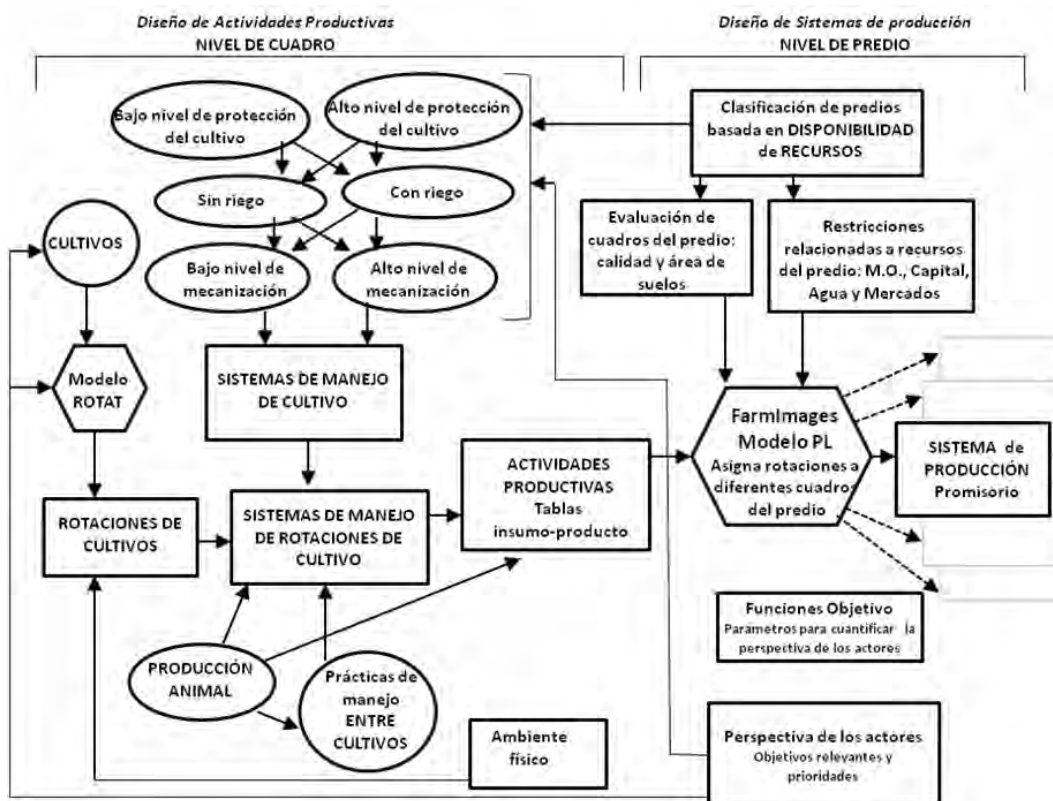 Diseño de Actividades Productivas
NIVEL DE CUADRO
Diseño de Sistemas de producción
NIVEL DE PREDIO
Bajo nivel de protección
del cultivo
Alto nivel de
protección del
cultivo
Sin riego
Con riego
Bajo nivel de
mecanización
Alto nivel de
mecanización
CULTIVOS
Modelo
ROTAT
SISTEMAS DE MANEJO
DE CULTIVO
ROTACIONES DE
CULTIVOS
SISTEMAS DE MANEJO
DE ROTACIONES DE
CULTIVO
ACTIVIDADES
PRODUCTIVAS
Tablas
insumo-producto
PRODUCCIÓN
ANIMAL
Prácticas de
manejo
ENTRE
CULTIVOS
Ambiente
físico
Clasificación de predios
basada en DISPONIBILIDAD
de RECURSOS
Evaluación de
cuadros del predio:
calidad y área de
suelos
Restricciones
relacionadas a recursos
del predio: M.O., Capital,
Agua y Mercados
FarmImages
Modelo PL
Asigna rotaciones a
diferentes cuadros
del predio
SISTEMA de
PRODUCCIÓN
Promisorio
Funciones Objetivo
Parámetros para cuantificar la
perspectiva de los actores
Perspectiva de los actores
Objetivos relevantes y
prioridades